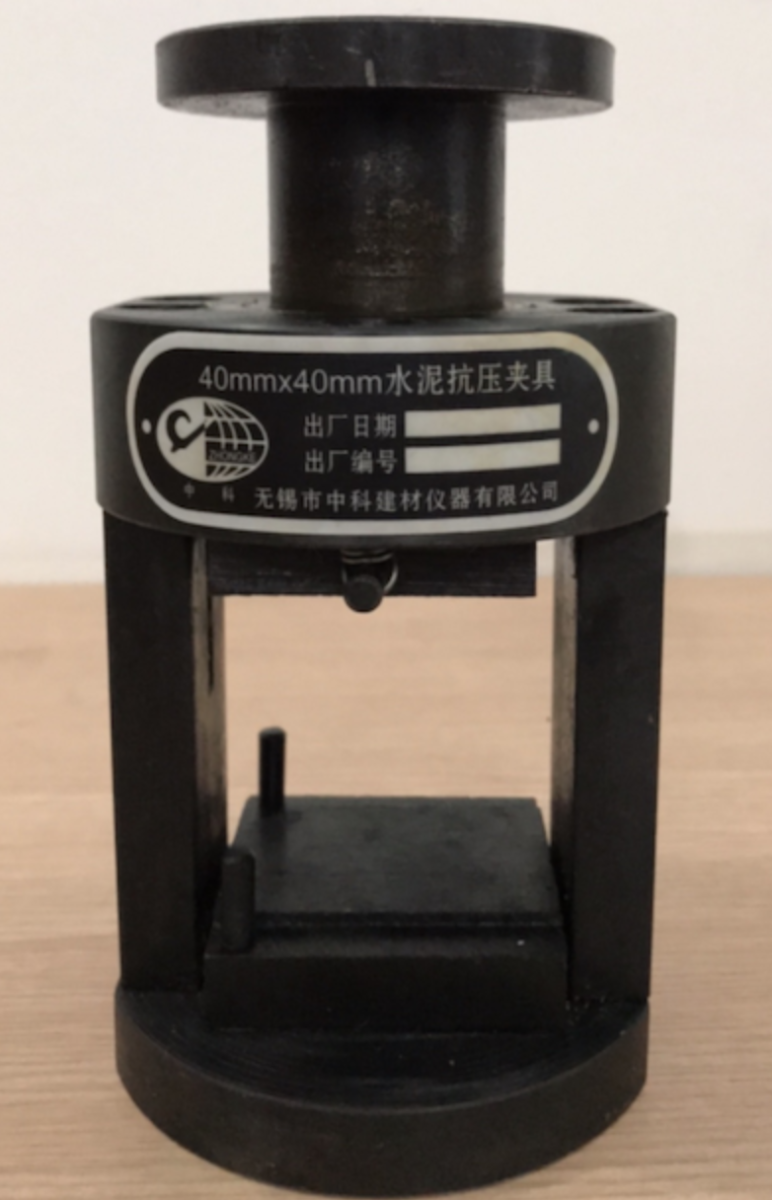 40mmx40mm水泥抗压夹具
出厂日期
ZHONGKE
出厂编号
中 科 无锡市中科建材仪器有限公司